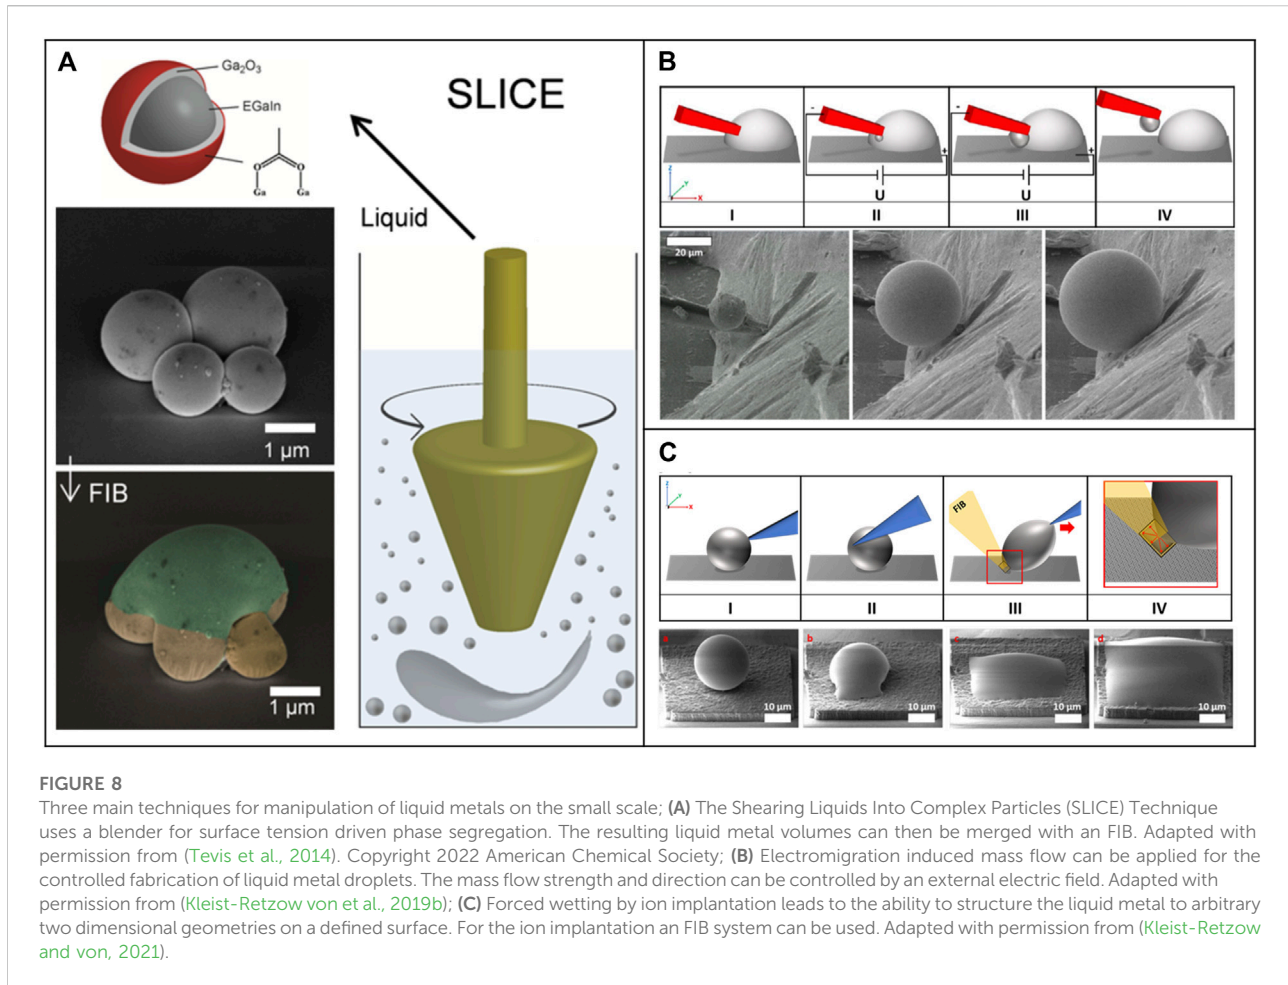 A
Ga2O3
EGaIn
O O
Ga Ga
SLICE
Liquid
1 μm
FIB
1 μm
B
- +
U
- +
U
Z
Y
X
I II III IV
20 μm
C
Z
Y
X
FIB
I II III IV
a b c d
10 μm 10 μm 10 μm 10 μm
FIGURE 8
Three main techniques for manipulation of liquid metals on the small scale; (A) The Shearing Liquids Into Complex Particles (SLICE) Technique
uses a blender for surface tension driven phase segregation. The resulting liquid metal volumes can then be merged with an FIB. Adapted with
permission from (Tevis et al., 2014). Copyright 2022 American Chemical Society; (B) Electromigration induced mass flow can be applied for the
controlled fabrication of liquid metal droplets. The mass flow strength and direction can be controlled by an external electric field. Adapted with
permission from (Kleist-Retzow von et al., 2019b); (C) Forced wetting by ion implantation leads to the ability to structure the liquid metal to arbitrary
two dimensional geometries on a defined surface. For the ion implantation an FIB system can be used. Adapted with permission from (Kleist-Retzow
and von, 2021).